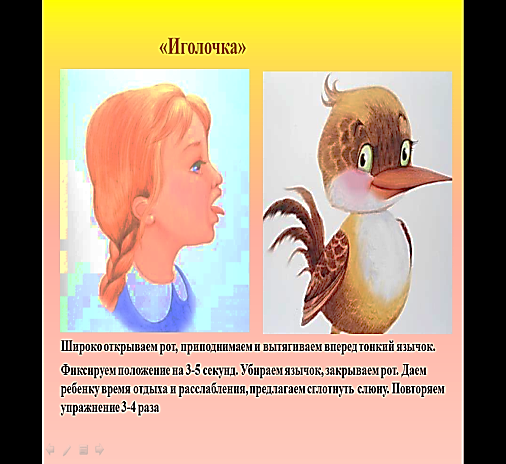 «Иголочка»
Широко открываем рот, приподнимаем и вытягиваем вперед тонкий язычок.
Фиксируем положение на 3-5 секунд. Убираем язычок, закрываем рот. Даем
ребенку время отдыха и расслабления, предлагаем сглотнуть слюну. Повторяем
упражнение 3-4 раза